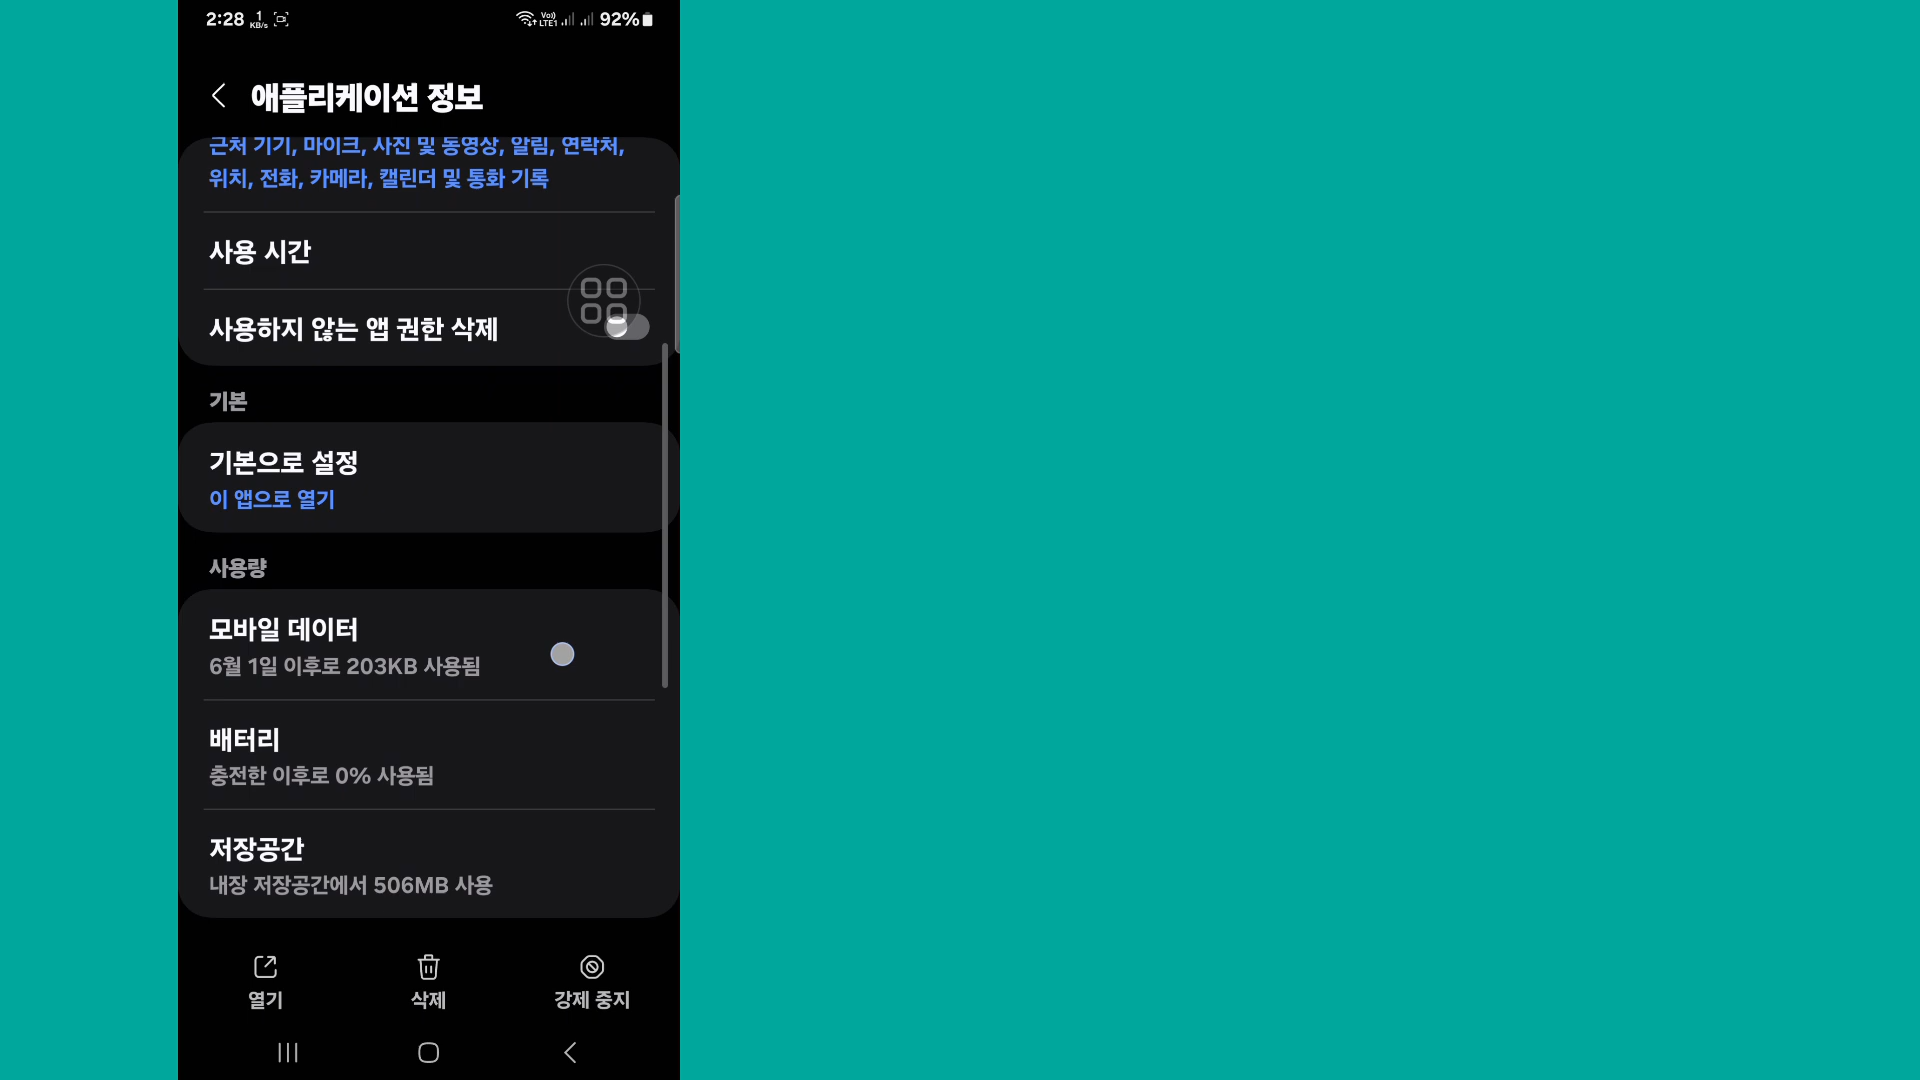 2:28 1 KB/s Vo)) LTE1 92%
애플리케이션 정보
근처 기기, 마이크, 사진 및 동영상, 알림, 연락처,
위치, 전화, 카메라, 캘린더 및 통화 기록
사용 시간
사용하지 않는 앱 권한 삭제
기본
기본으로 설정
이 앱으로 열기
사용량
모바일 데이터
6월 1일 이후로 203KB 사용됨
배터리
충전한 이후로 0% 사용됨
저장공간
내장 저장공간에서 506MB 사용
열기 삭제 강제 중지